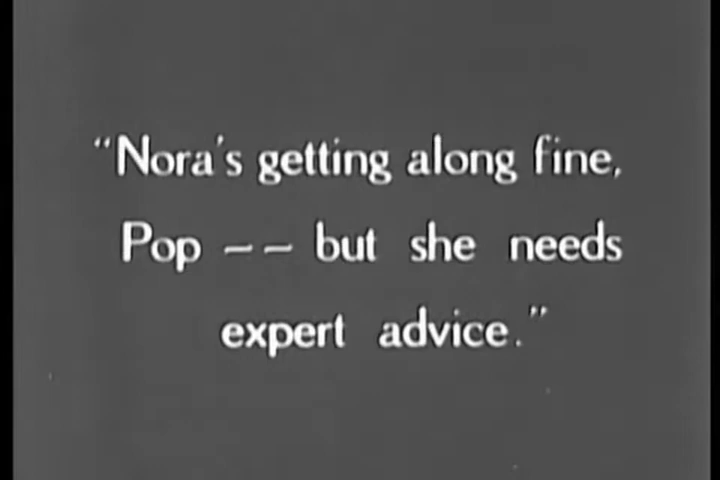 "Nora's getting along fine,
Pop -- but she needs
expert advice."